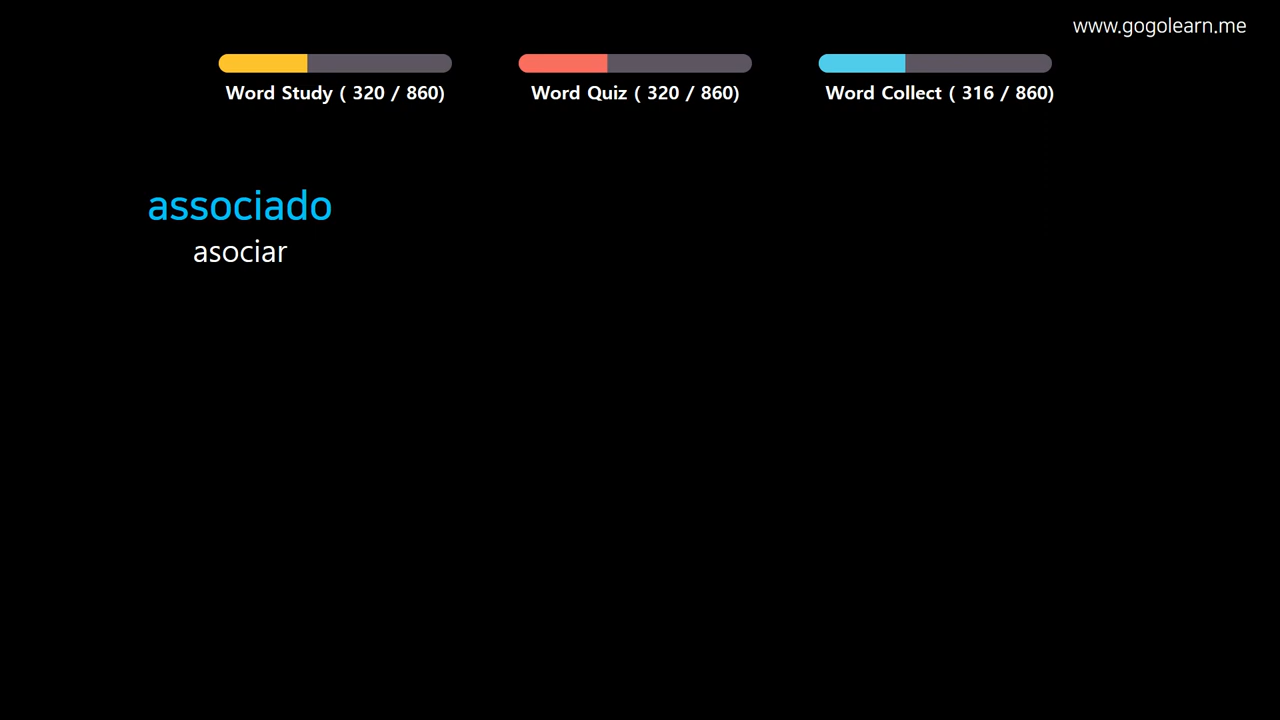 www.gogolearn.me
Word Study ( 320 / 860)
Word Quiz ( 320 / 860)
Word Collect ( 316 / 860)
associado
asociar